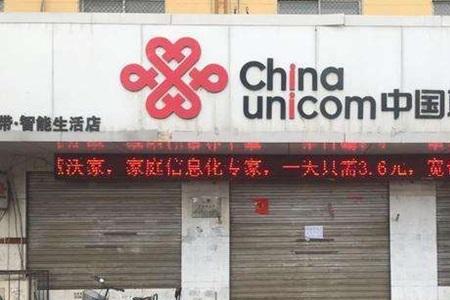 China
unicom中国
带·智能生活店
沃家，家庭信息化专家，一天只需3.6元，宽